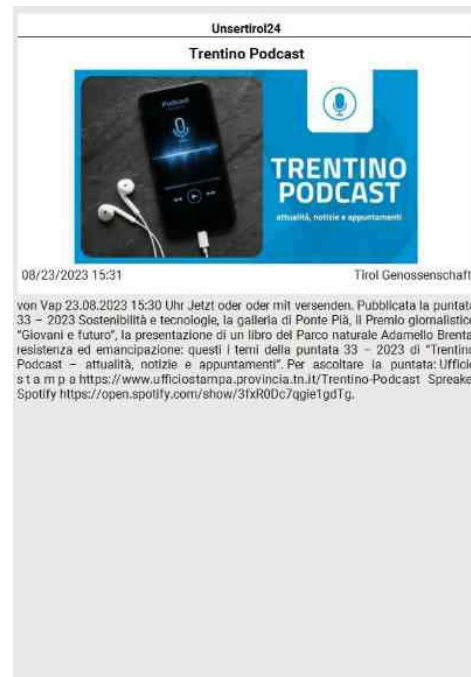 Unsertirol24
Trentino Podcast
Podcast
TRENTINO
PODCAST
attualità, notizie e appuntamenti
08/23/2023 15:31 Tirol Genossenschaft
von Vap 23.08.2023 15:30 Uhr Jetzt oder oder mit versenden. Pubblicata la puntata
33 – 2023 Sostenibilità e tecnologie, la galleria di Ponte Pià, il Premio giornalistico
"Giovani e futuro", la presentazione di un libro del Parco naturale Adamello Brenta,
resistenza ed emancipazione: questi i temi della puntata 33 – 2023 di "Trentino
Podcast – attualità, notizie e appuntamenti". Per ascoltare la puntata: Ufficio
s t a m p a https://www.ufficiostampa.provincia.tn.it/Trentino-Podcast Spreaker
Spotify https://open.spotify.com/show/3fxR0Dc7qgie1gdTg.